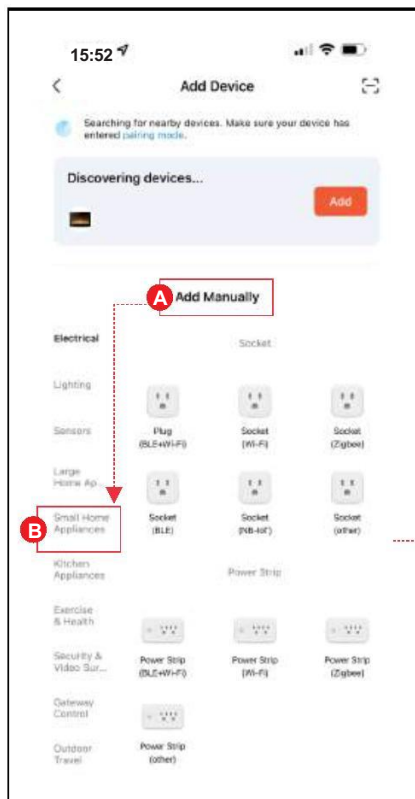 15:52
Add Device
Searching for nearby devices. Make sure your device has
entered pairing mode.
Discovering devices...
Add
A
Add Manually
Electrical
Socket
Lighting
Sensors
Plug
(BLE+Wi-Fi)
Socket
(Wi-Fi)
Socket
(Zigbee)
Large
Home Ap...
B
Small Home
Appliances
Socket
(BLE)
Socket
(NB-IoT)
Socket
(other)
Kitchen
Appliances
Power Strip
Exercise
& Health
Security &
Video Sur...
Power Strip
(BLE+Wi-Fi)
Power Strip
(Wi-Fi)
Power Strip
(Zigbee)
Gateway
Control
Outdoor
Travel
Power Strip
(other)